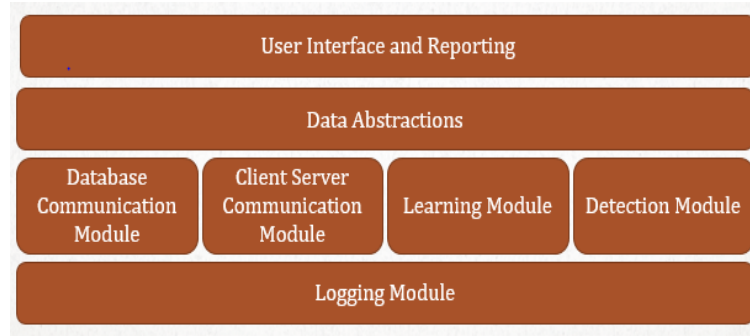 User Interface and Reporting
Data Abstractions
Database
Communication
Module
Client Server
Communication
Module
Learning Module
Detection Module
Logging Module